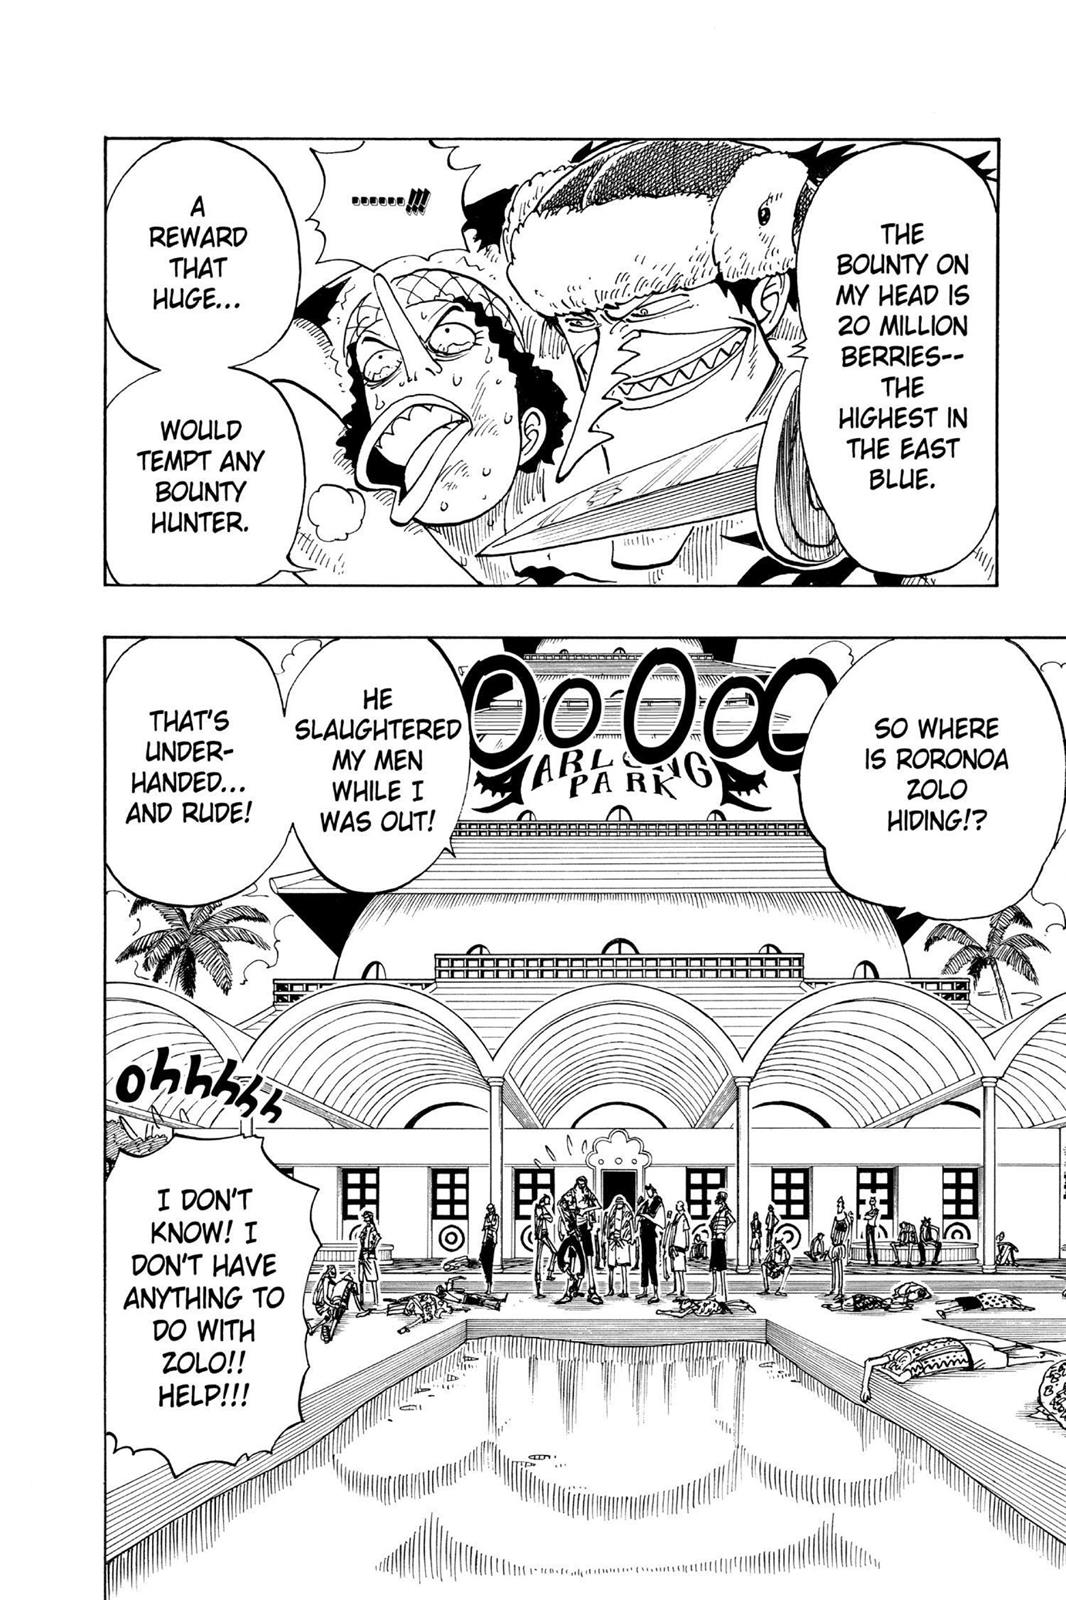 THE
BOUNTY ON
MY HEAD IS
20 MILLION
BERRIES--
THE
HIGHEST IN
THE EAST
BLUE.
......!!!
A
REWARD
THAT
HUGE...
WOULD
TEMPT ANY
BOUNTY
HUNTER.
SO WHERE
IS RORONOA
ZOLO
HIDING!?
OoOoO
ARLONG
PARK
HE
SLAUGHTERED
MY MEN
WHILE I
WAS OUT!
THAT'S
UNDER-
HANDED...
AND RUDE!
Ohhhhh
I DON'T
KNOW! I
DON'T HAVE
ANYTHING TO
DO WITH
ZOLO!!
HELP!!!